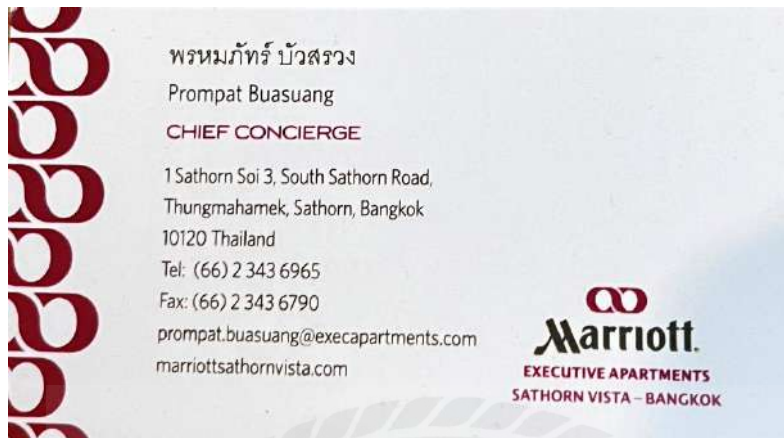 พรหมภัทร์ บัวสรวง
Prompat Buasuang
CHIEF CONCIERGE
1 Sathorn Soi 3, South Sathorn Road,
Thungmahamek, Sathorn, Bangkok
10120 Thailand
Tel: (66) 2 343 6965
Fax: (66) 2 343 6790
prompat.buasuang@execapartments.com
marriottsathornvista.com
Marriott.
EXECUTIVE APARTMENTS
SATHORN VISTA – BANGKOK